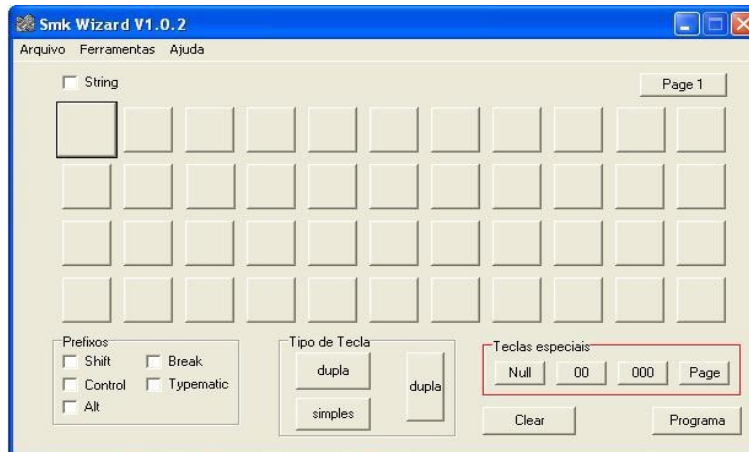 Smk Wizard V1.0.2
Arquivo Ferramentas Ajuda
String
Page 1
Prefixos
Shift Break
Control Typematic
Alt
Tipo de Tecla
dupla
dupla
simples
Teclas especiais
Null 00 000 Page
Clear Programa